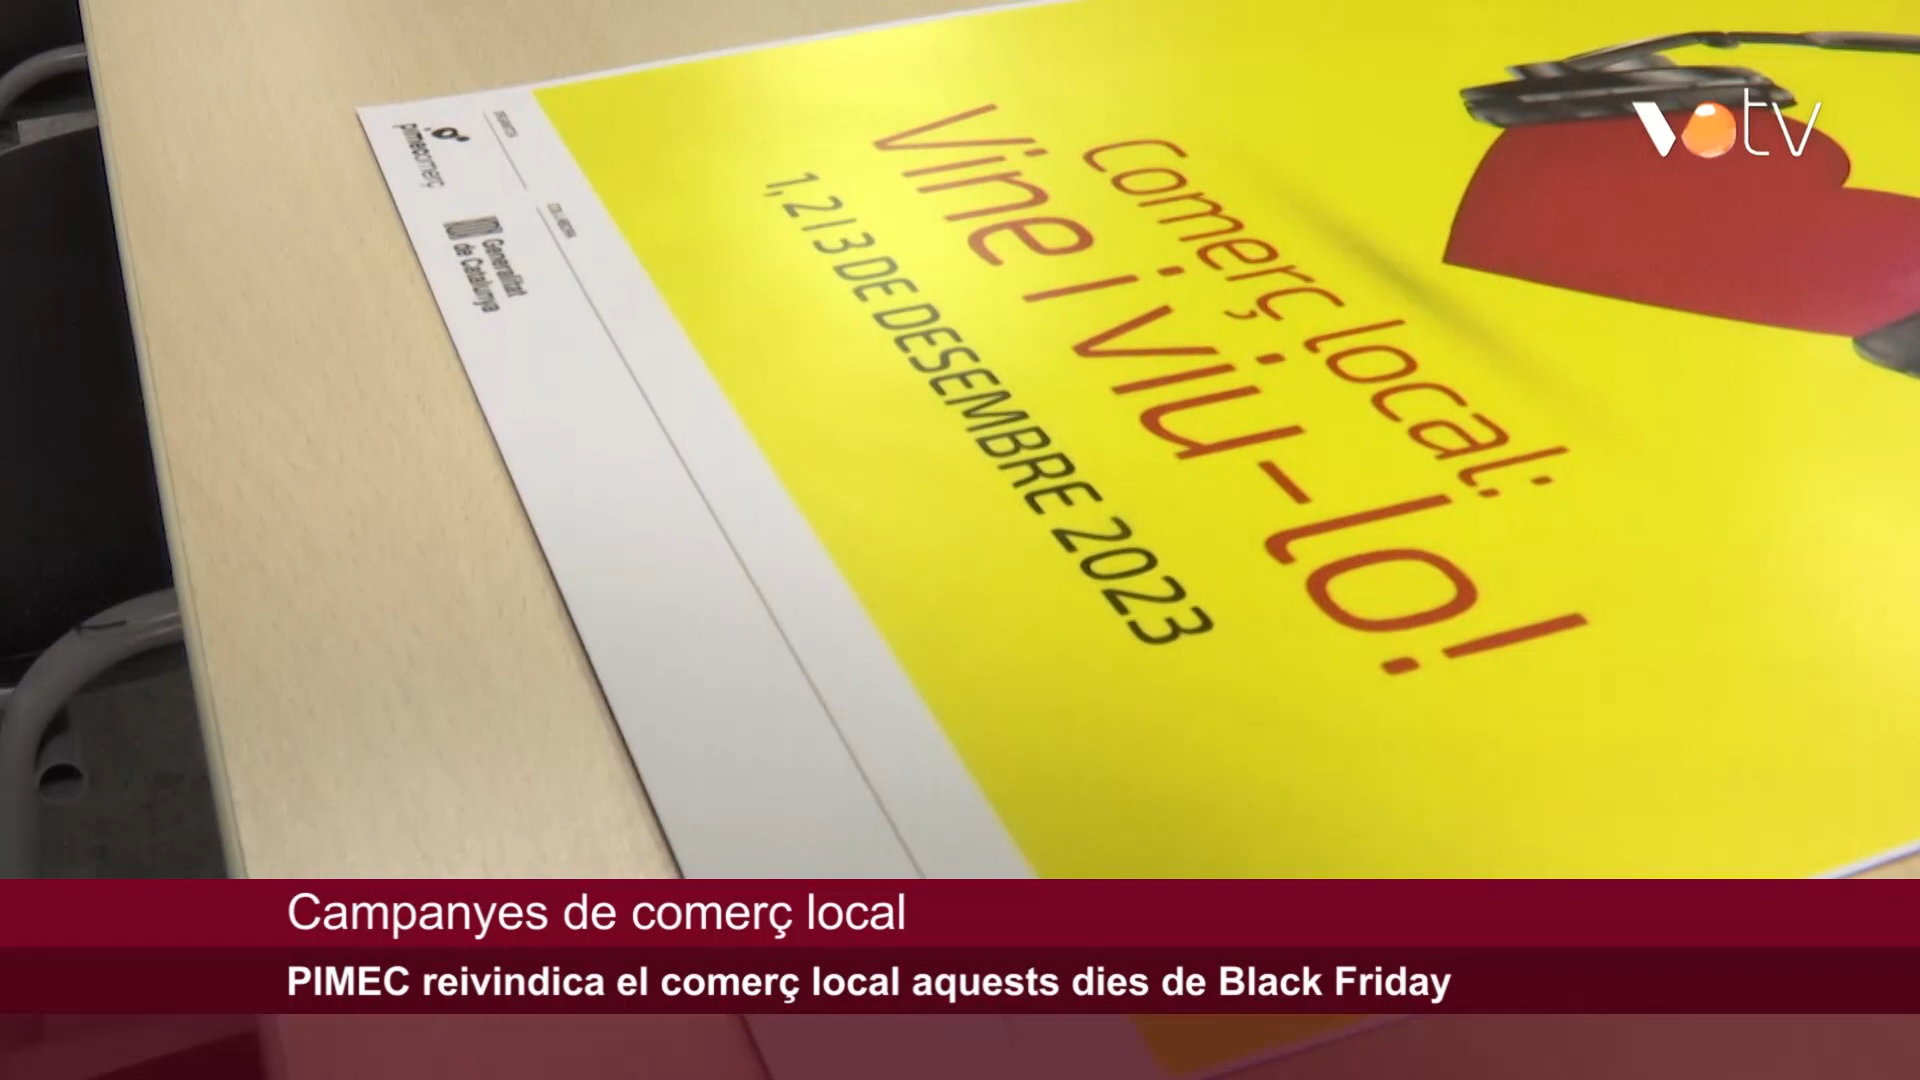 votv
Comerç local:
Vine i viu-lo!
1, 2 I 3 DE DESEMBRE 2023
pimecomerç
Generalitat
de Catalunya
Campanyes de comerç local
PIMEC reivindica el comerç local aquests dies de Black Friday